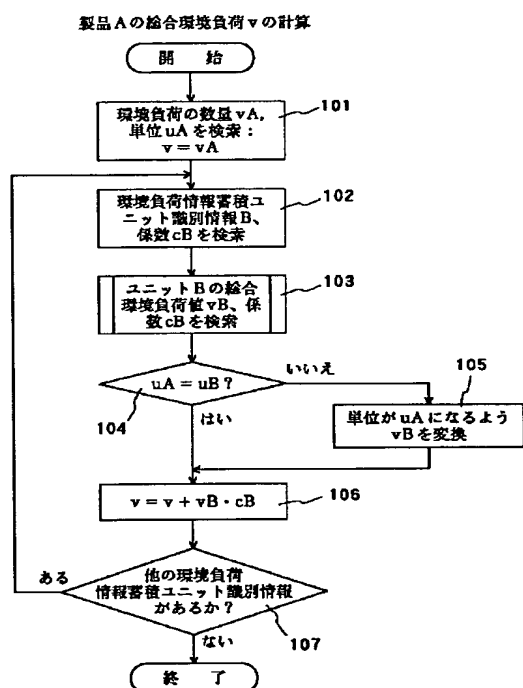 製品Aの総合環境負荷vの計算
開 始
環境負荷の数量vA,
単位uAを検索：
v＝vA
101
環境負荷情報蓄積ユ
ニット識別情報B、
係数cBを検索
102
ユニットBの総合
環境負荷値vB、係
数cBを検索
103
uA＝uB？
104
いいえ
はい
105
単位がuAになるよう
vBを変換
v＝v＋vB・cB
106
ある
他の環境負荷
情報蓄積ユニット識別情報
があるか？
107
ない
終 了